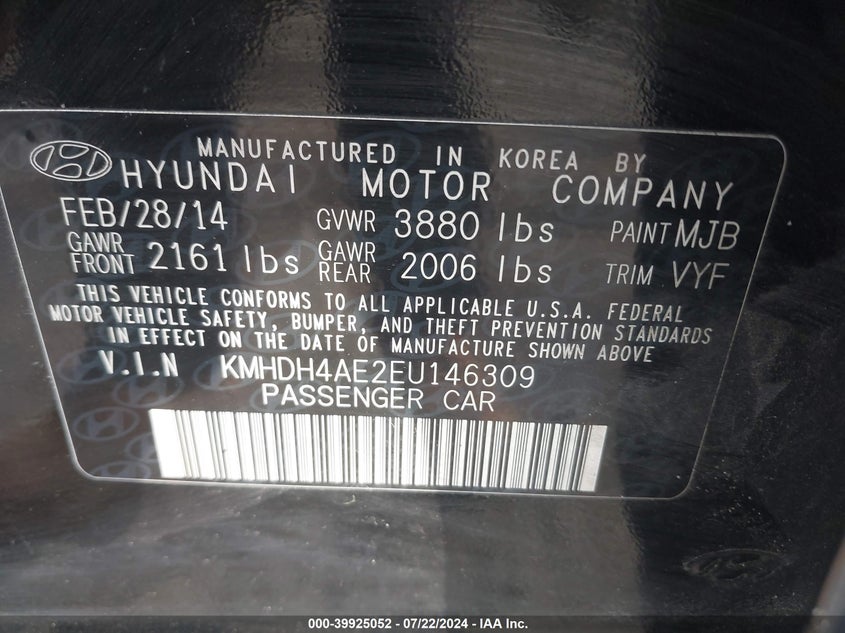 MANUFACTURED IN KOREA BY
HYUNDAI MOTOR COMPANY
FEB/28/14 GVWR 3880 lbs PAINT MJB
GAWR FRONT 2161 lbs GAWR REAR 2006 lbs TRIM VYF
THIS VEHICLE CONFORMS TO ALL APPLICABLE U.S.A. FEDERAL
MOTOR VEHICLE SAFETY, BUMPER, AND THEFT PREVENTION STANDARDS
IN EFFECT ON THE DATE OF MANUFACTURE SHOWN ABOVE
V.I.N KMHDH4AE2EU146309
PASSENGER CAR
000-39925052 - 07/22/2024 - IAA Inc.